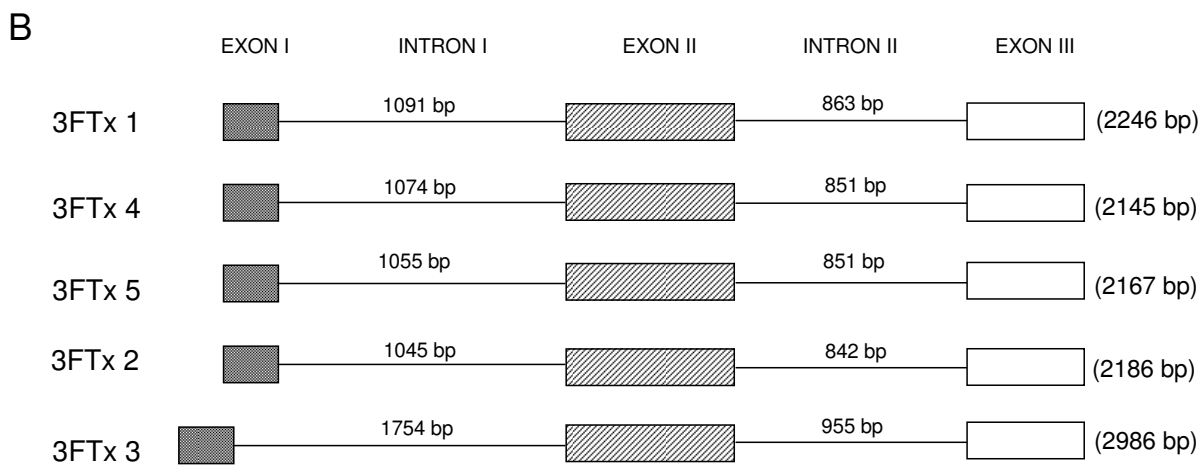 B
EXON I INTRON I EXON II INTRON II EXON III
3FTx 1 1091 bp 863 bp (2246 bp)
3FTx 4 1074 bp 851 bp (2145 bp)
3FTx 5 1055 bp 851 bp (2167 bp)
3FTx 2 1045 bp 842 bp (2186 bp)
3FTx 3 1754 bp 955 bp (2986 bp)